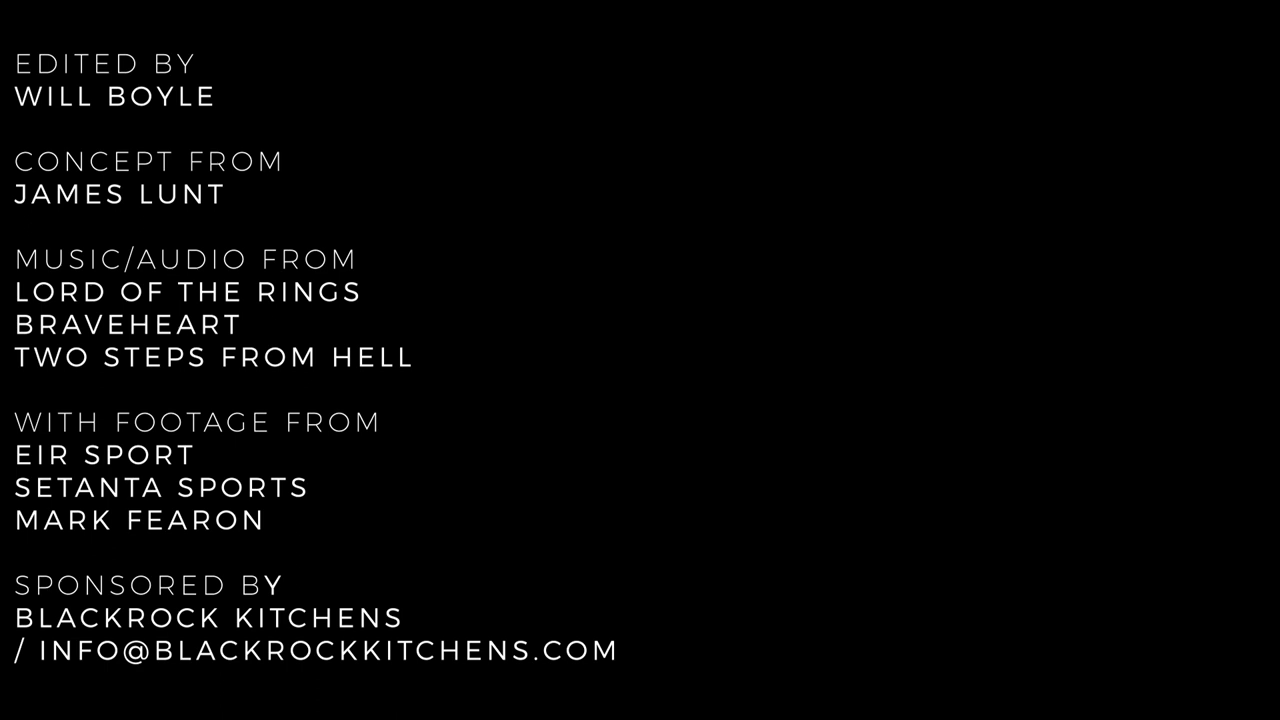 EDITED BY
WILL BOYLE
CONCEPT FROM
JAMES LUNT
MUSIC/AUDIO FROM
LORD OF THE RINGS
BRAVEHEART
TWO STEPS FROM HELL
WITH FOOTAGE FROM
EIR SPORT
SETANTA SPORTS
MARK FEARON
SPONSORED BY
BLACKROCK KITCHENS
/ INFO@BLACKROCKKITCHENS.COM